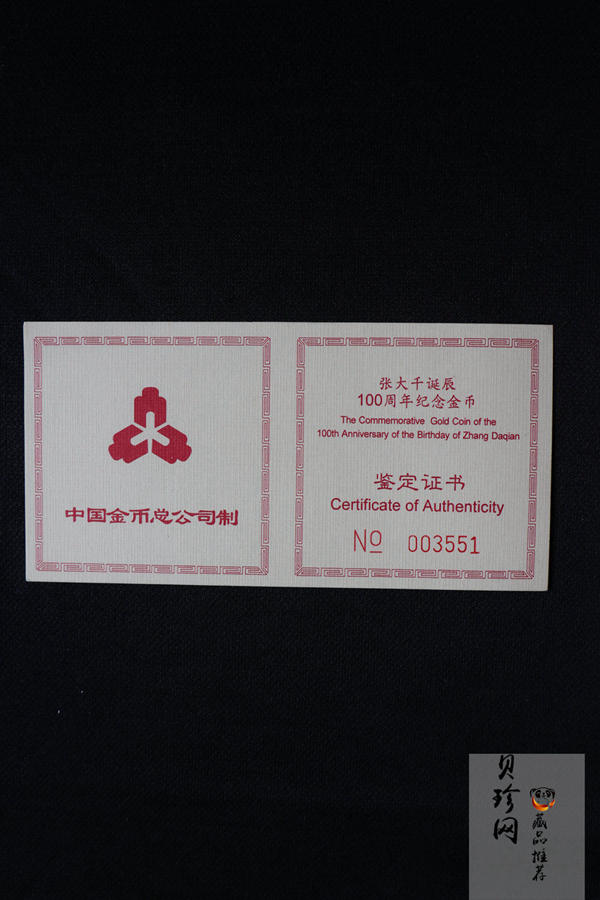 中国金币总公司制
张大千诞辰
100周年纪念金币
The Commemorative Gold Coin of the
100th Anniversary of the Birthday of Zhang Daqian
鉴定证书
Certificate of Authenticity
№ 003551
贝珍网
藏品推荐